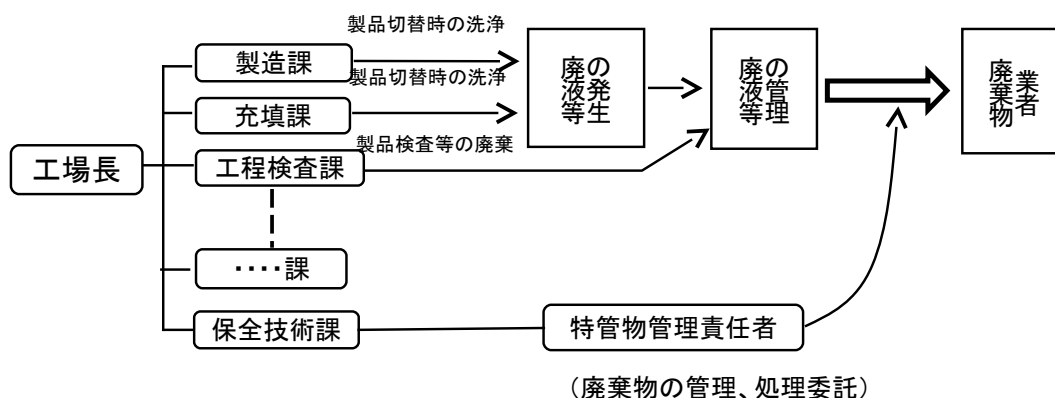 製品切替時の洗浄
製造課
製品切替時の洗浄
充填課
製品検査等の廃棄
工場長
工程検査課
‥‥課
保全技術課
廃液等
の発生
廃液等
の管理
廃棄物
業者
特管物管理責任者
（廃棄物の管理、処理委託）